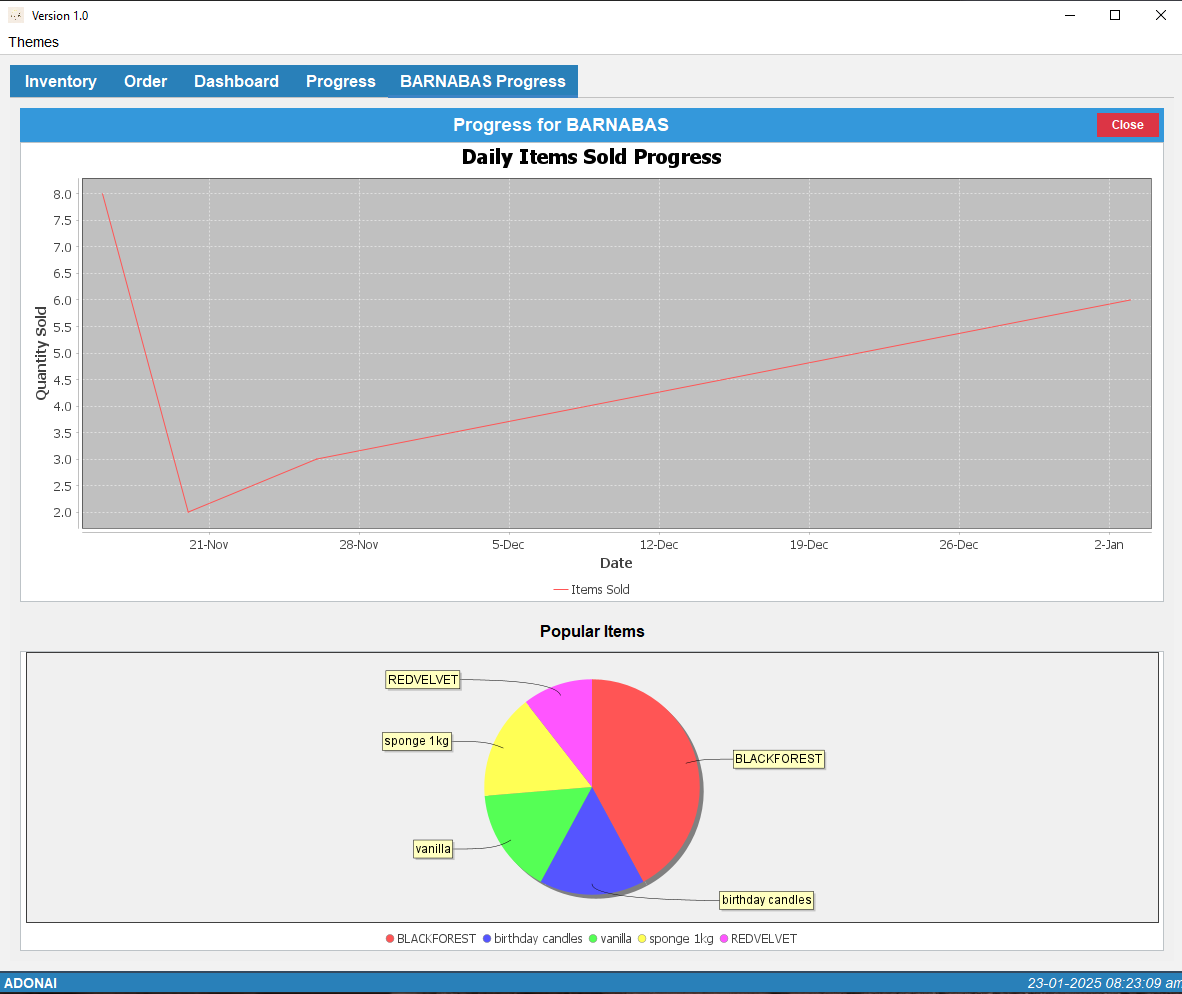 Version 1.0
Themes
Inventory Order Dashboard Progress BARNABAS Progress
Progress for BARNABAS Close
Daily Items Sold Progress
8.0
7.5
7.0
6.5
6.0
5.5
5.0
4.5
4.0
3.5
3.0
2.5
2.0
Quantity Sold
21-Nov 28-Nov 5-Dec 12-Dec 19-Dec 26-Dec 2-Jan
Date
Items Sold
Popular Items
REDVELVET
sponge 1kg
BLACKFOREST
vanilla
birthday candles
BLACKFOREST birthday candles vanilla sponge 1kg REDVELVET
ADONAI 23-01-2025 08:23:09 am